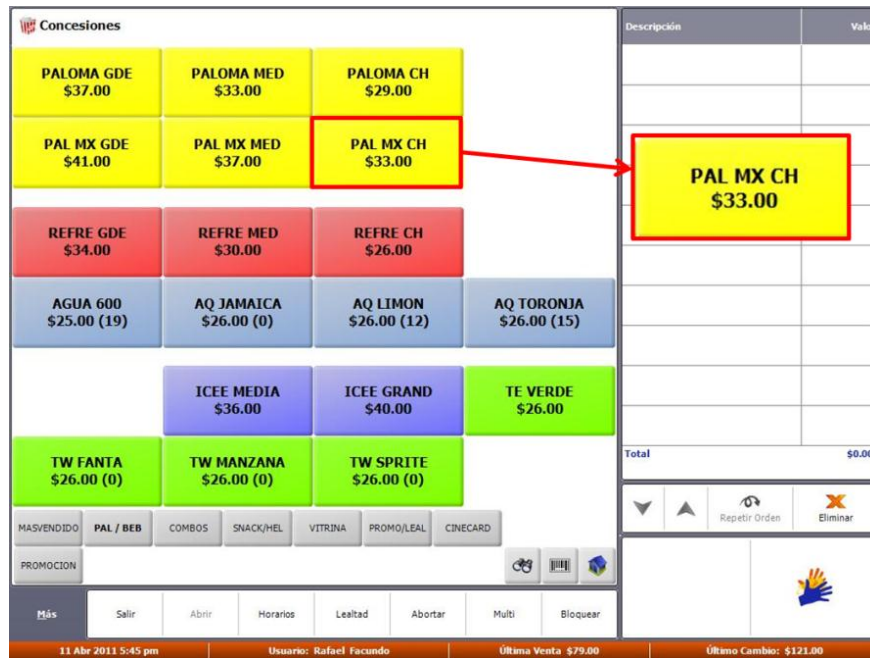 Concesiones
PALOMA GDE
$37.00
PALOMA MED
$33.00
PALOMA CH
$29.00
PAL MX GDE
$41.00
PAL MX MED
$37.00
PAL MX CH
$33.00
REFRE GDE
$34.00
REFRE MED
$30.00
REFRE CH
$26.00
AGUA 600
$25.00 (19)
AQ JAMAICA
$26.00 (0)
AQ LIMON
$26.00 (12)
AQ TORONJA
$26.00 (15)
ICEE MEDIA
$36.00
ICEE GRAND
$40.00
TE VERDE
$26.00
TW FANTA
$26.00 (0)
TW MANZANA
$26.00 (0)
TW SPRITE
$26.00 (0)
MASVENDIDO PAL / BEB COMBOS SNACK/HEL VITRINA PROMO/LEAL CINECARD
PROMOCION
Más Salir Abrir Horarios Lealtad Abortar Multi Bloquear
Descripción
PAL MX CH
$33.00
Total $0.00
Repetir Orden Eliminar
11 Abr 2011 5:45 pm Usuario: Rafael Facundo Última Venta $79.00 Último Cambio: $121.00